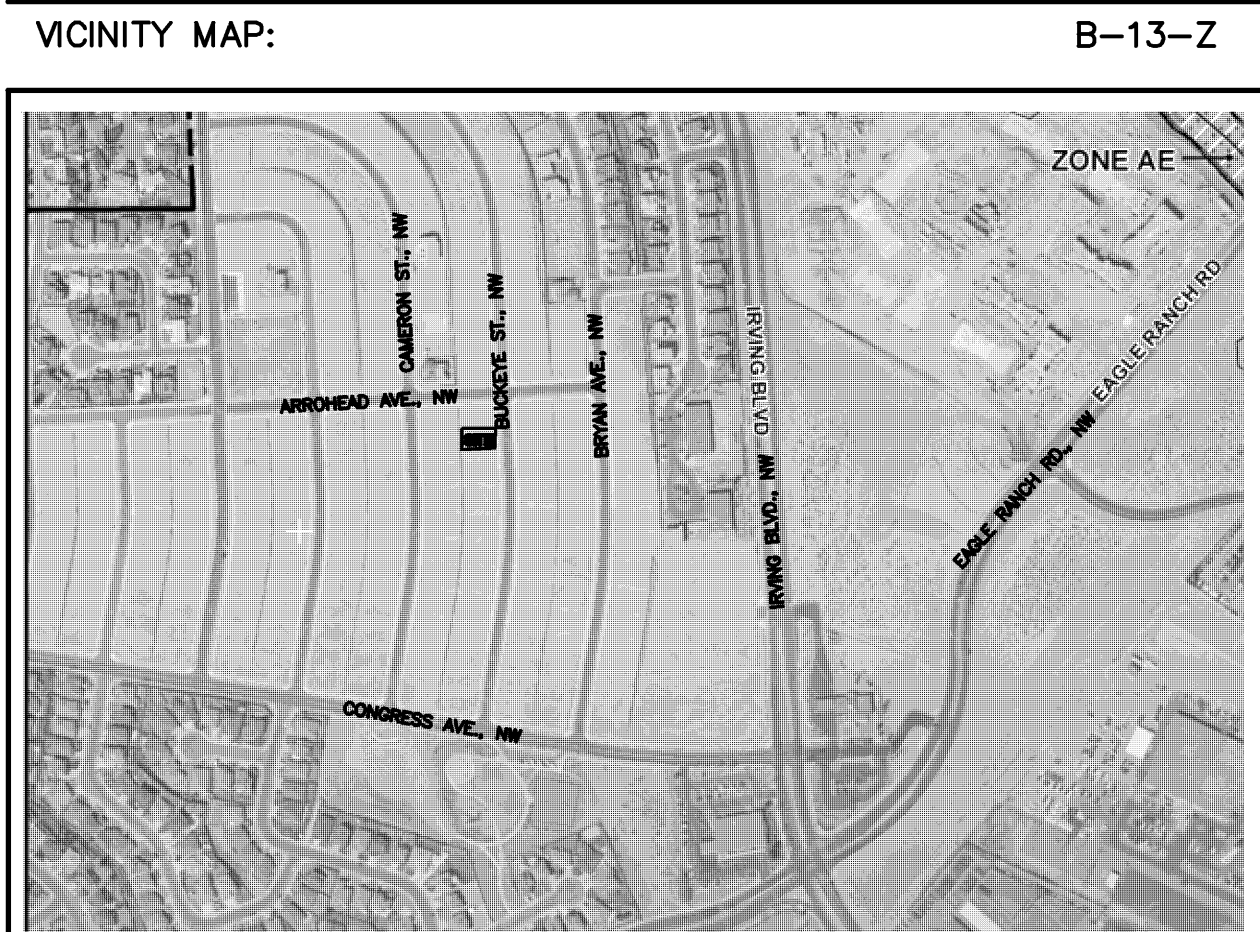 VICINITY MAP: B-13-Z
ZONE AE
CAMERON ST., NW
BUCKEYE ST., NW
BRYAN AVE., NW
IRVING BLVD
EAGLE RANCH RD
ARROHEAD AVE., NW
IRVING BLVD., NW
EAGLE RANCH RD., NW
CONGRESS AVE., NW